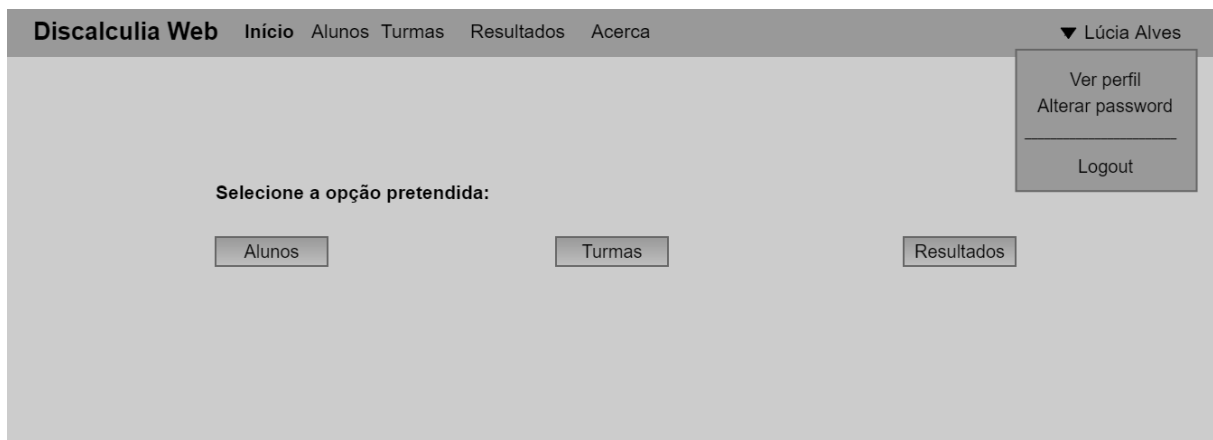 Discalculia Web Início Alunos Turmas Resultados Acerca ▼ Lúcia Alves
Ver perfil
Alterar password
Logout
Selecione a opção pretendida:
Alunos Turmas Resultados